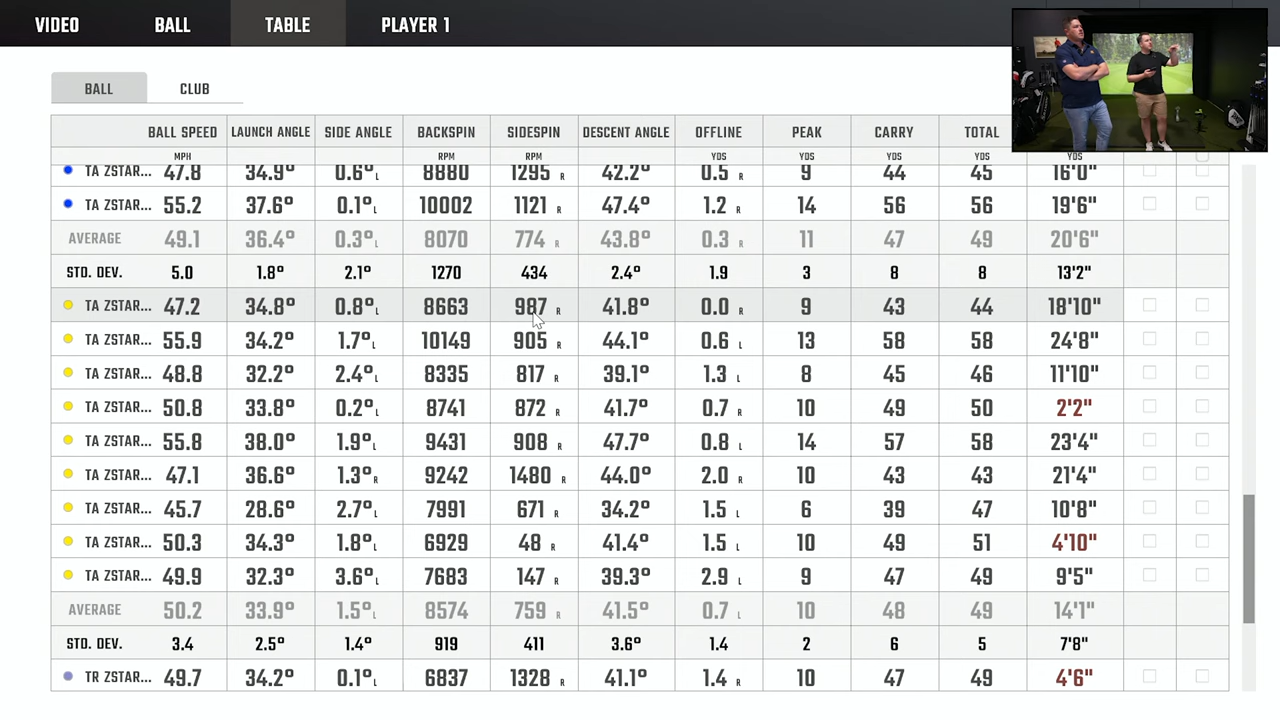 VIDEO BALL TABLE PLAYER 1
BALL CLUB
BALL SPEED LAUNCH ANGLE SIDE ANGLE BACKSPIN SIDESPIN DESCENT ANGLE OFFLINE PEAK CARRY TOTAL
MPH RPM RPM YDS YDS YDS YDS YDS
TA ZSTAR... 47.8 34.9° 0.6° L 8880 1295 R 42.2° 0.5 R 9 44 45 16'0"
TA ZSTAR... 55.2 37.6° 0.1° L 10002 1121 R 47.4° 1.2 R 14 56 56 19'6"
AVERAGE 49.1 36.4° 0.3° L 8070 774 R 43.8° 0.3 R 11 47 49 20'6"
STD. DEV. 5.0 1.8° 2.1° 1270 434 2.4° 1.9 3 8 8 13'2"
TA ZSTAR... 47.2 34.8° 0.8° L 8663 987 R 41.8° 0.0 R 9 43 44 18'10"
TA ZSTAR... 55.9 34.2° 1.7° L 10149 905 R 44.1° 0.6 L 13 58 58 24'8"
TA ZSTAR... 48.8 32.2° 2.4° L 8335 817 R 39.1° 1.3 L 8 45 46 11'10"
TA ZSTAR... 50.8 33.8° 0.2° L 8741 872 R 41.7° 0.7 R 10 49 50 2'2"
TA ZSTAR... 55.8 38.0° 1.9° L 9431 908 R 47.7° 0.8 L 14 57 58 23'4"
TA ZSTAR... 47.1 36.6° 1.3° R 9242 1480 R 44.0° 2.0 R 10 43 43 21'4"
TA ZSTAR... 45.7 28.6° 2.7° L 7991 671 R 34.2° 1.5 L 6 39 47 10'8"
TA ZSTAR... 50.3 34.3° 1.8° L 6929 48 R 41.4° 1.5 L 10 49 51 4'10"
TA ZSTAR... 49.9 32.3° 3.6° L 7683 147 R 39.3° 2.9 L 9 47 49 9'5"
AVERAGE 50.2 33.9° 1.5° L 8574 759 R 41.5° 0.7 L 10 48 49 14'1"
STD. DEV. 3.4 2.5° 1.4° 919 411 3.6° 1.4 2 6 5 7'8"
TR ZSTAR... 49.7 34.2° 0.1° L 6837 1328 R 41.1° 1.4 R 10 47 49 4'6"